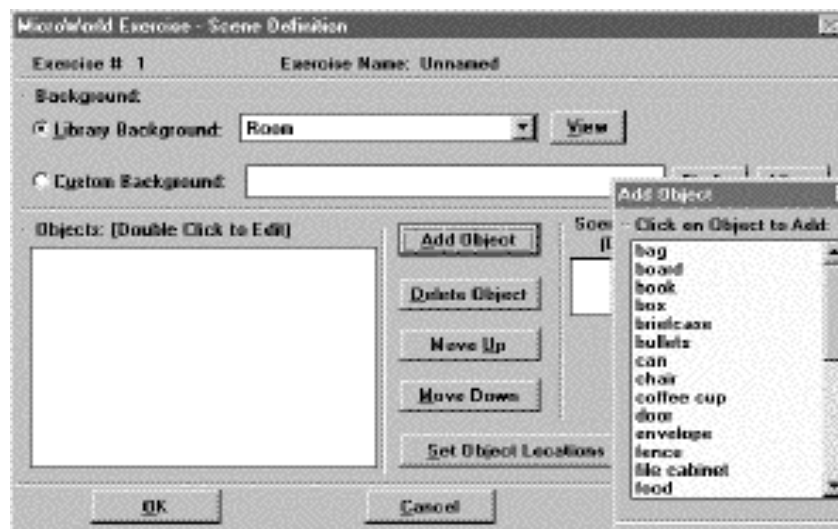 MicroWorld Exercise - Scene Definition
Exercise # 1 Exercise Name: Unnamed
Background:
Library Background: Room View
Custom Background:
Objects: [Double Click to Edit]
Add Object
Delete Object
Move Up
Move Down
Set Object Locations
OK Cancel
Add Object
Click on Object to Add:
bag
board
book
box
briefcase
bullets
can
chair
coffee cup
door
envelope
fence
file cabinet
food